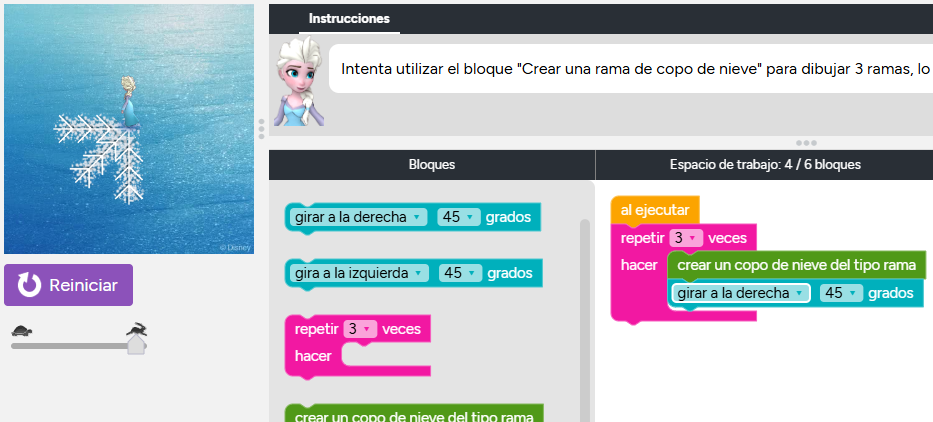 Instrucciones
Intenta utilizar el bloque "Crear una rama de copo de nieve" para dibujar 3 ramas, lo
© Disney
Reiniciar
Bloques
girar a la derecha 45 grados
gira a la izquierda 45 grados
repetir 3 veces
hacer
crear un copo de nieve del tipo rama
Espacio de trabajo: 4 / 6 bloques
al ejecutar
repetir 3 veces
hacer crear un copo de nieve del tipo rama
girar a la derecha 45 grados